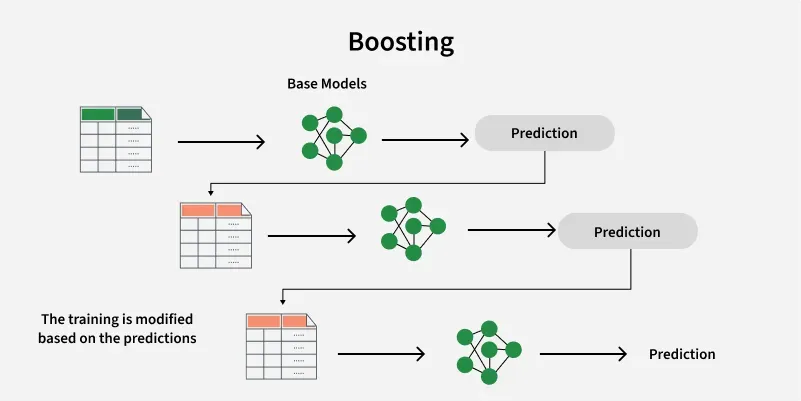 Boosting
Base Models
.....
.....
.....
Prediction
.....
.....
.....
Prediction
The training is modified
based on the predictions
.....
.....
.....
Prediction